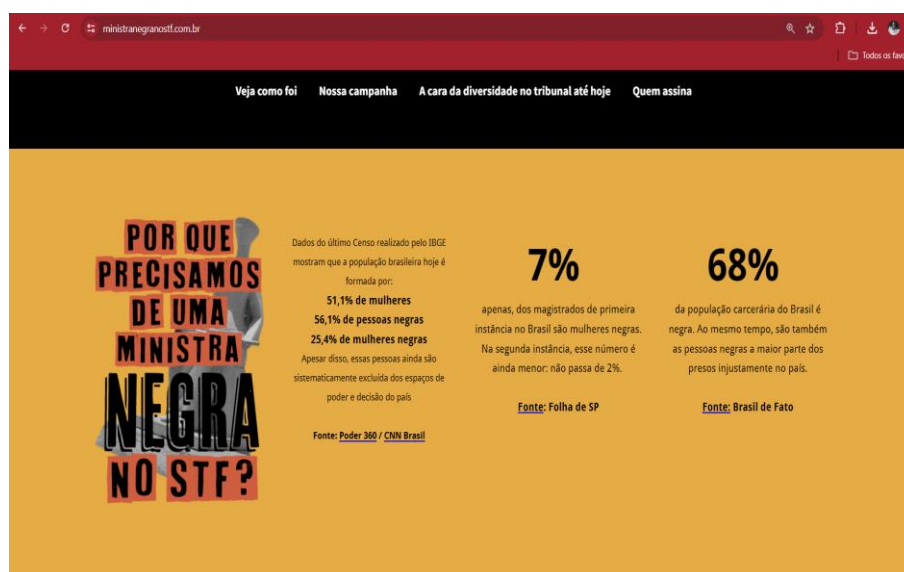 ministranegranostf.com.br
Todos os favo
Veja como foi Nossa campanha A cara da diversidade no tribunal até hoje Quem assina
POR QUE
PRECISAMOS
DE UMA
MINISTRA
NEGRA
NO STF?
Dados do último Censo realizado pelo IBGE
mostram que a população brasileira hoje é
formada por:
51,1% de mulheres
56,1% de pessoas negras
25,4% de mulheres negras
Apesar disso, essas pessoas ainda são
sistematicamente excluída dos espaços de
poder e decisão do país
Fonte: Poder 360 / CNN Brasil
7%
apenas, dos magistrados de primeira
instância no Brasil são mulheres negras.
Na segunda instância, esse número é
ainda menor: não passa de 2%.
Fonte: Folha de SP
68%
da população carcerária do Brasil é
negra. Ao mesmo tempo, são também
as pessoas negras a maior parte dos
presos injustamente no país.
Fonte: Brasil de Fato